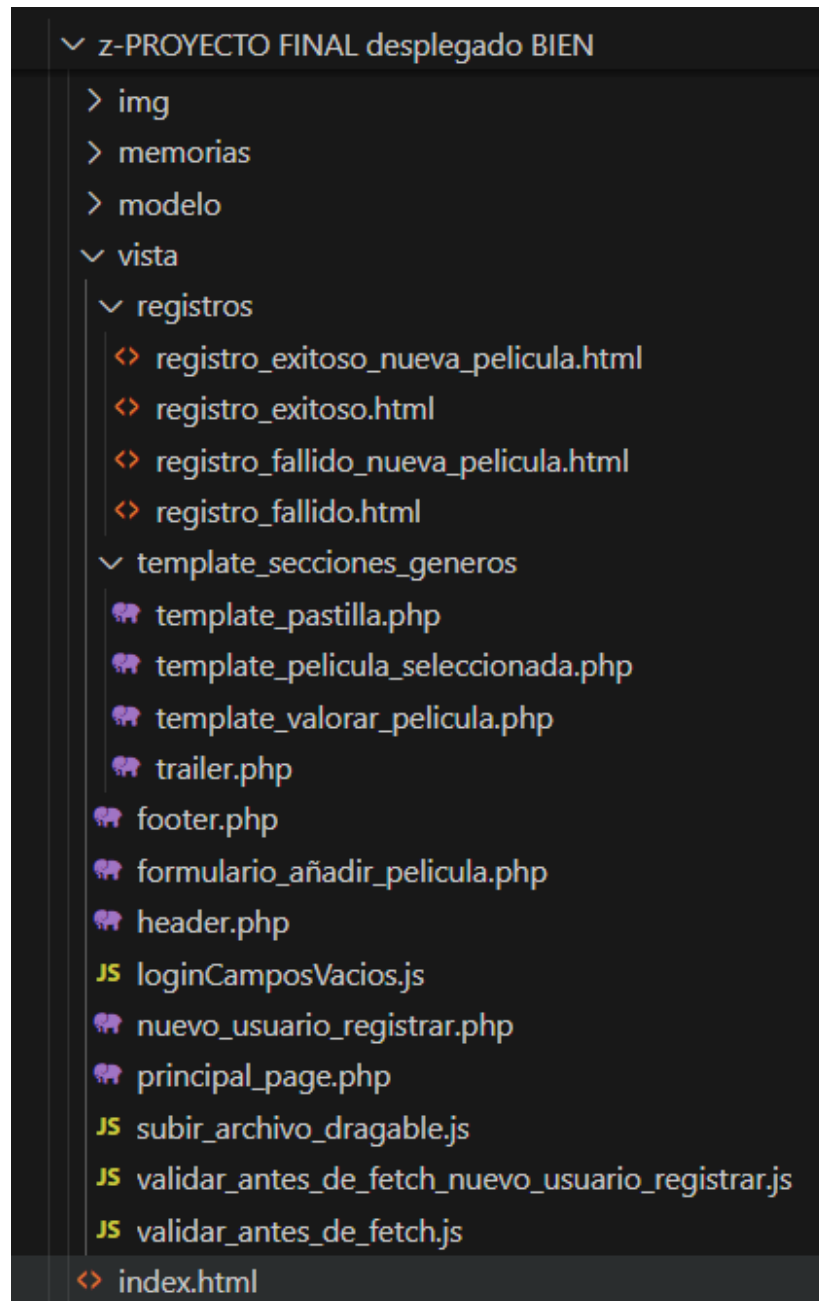 z-PROYECTO FINAL desplegado BIEN
img
memorias
modelo
vista
registros
registro_exitoso_nueva_pelicula.html
registro_exitoso.html
registro_fallido_nueva_pelicula.html
registro_fallido.html
template_secciones_generos
template_pastilla.php
template_pelicula_seleccionada.php
template_valorar_pelicula.php
trailer.php
footer.php
formulario_añadir_pelicula.php
header.php
JS loginCamposVacios.js
nuevo_usuario_registrar.php
principal_page.php
JS subir_archivo_dragable.js
JS validar_antes_de_fetch_nuevo_usuario_registrar.js
JS validar_antes_de_fetch.js
index.html